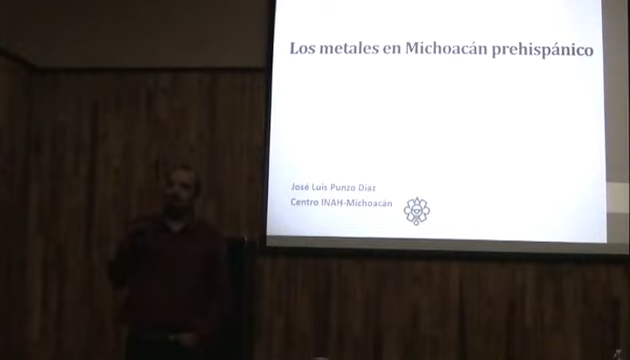 Los metales en Michoacán prehispánico
José Luis Punzo Díaz
Centro INAH-Michoacán